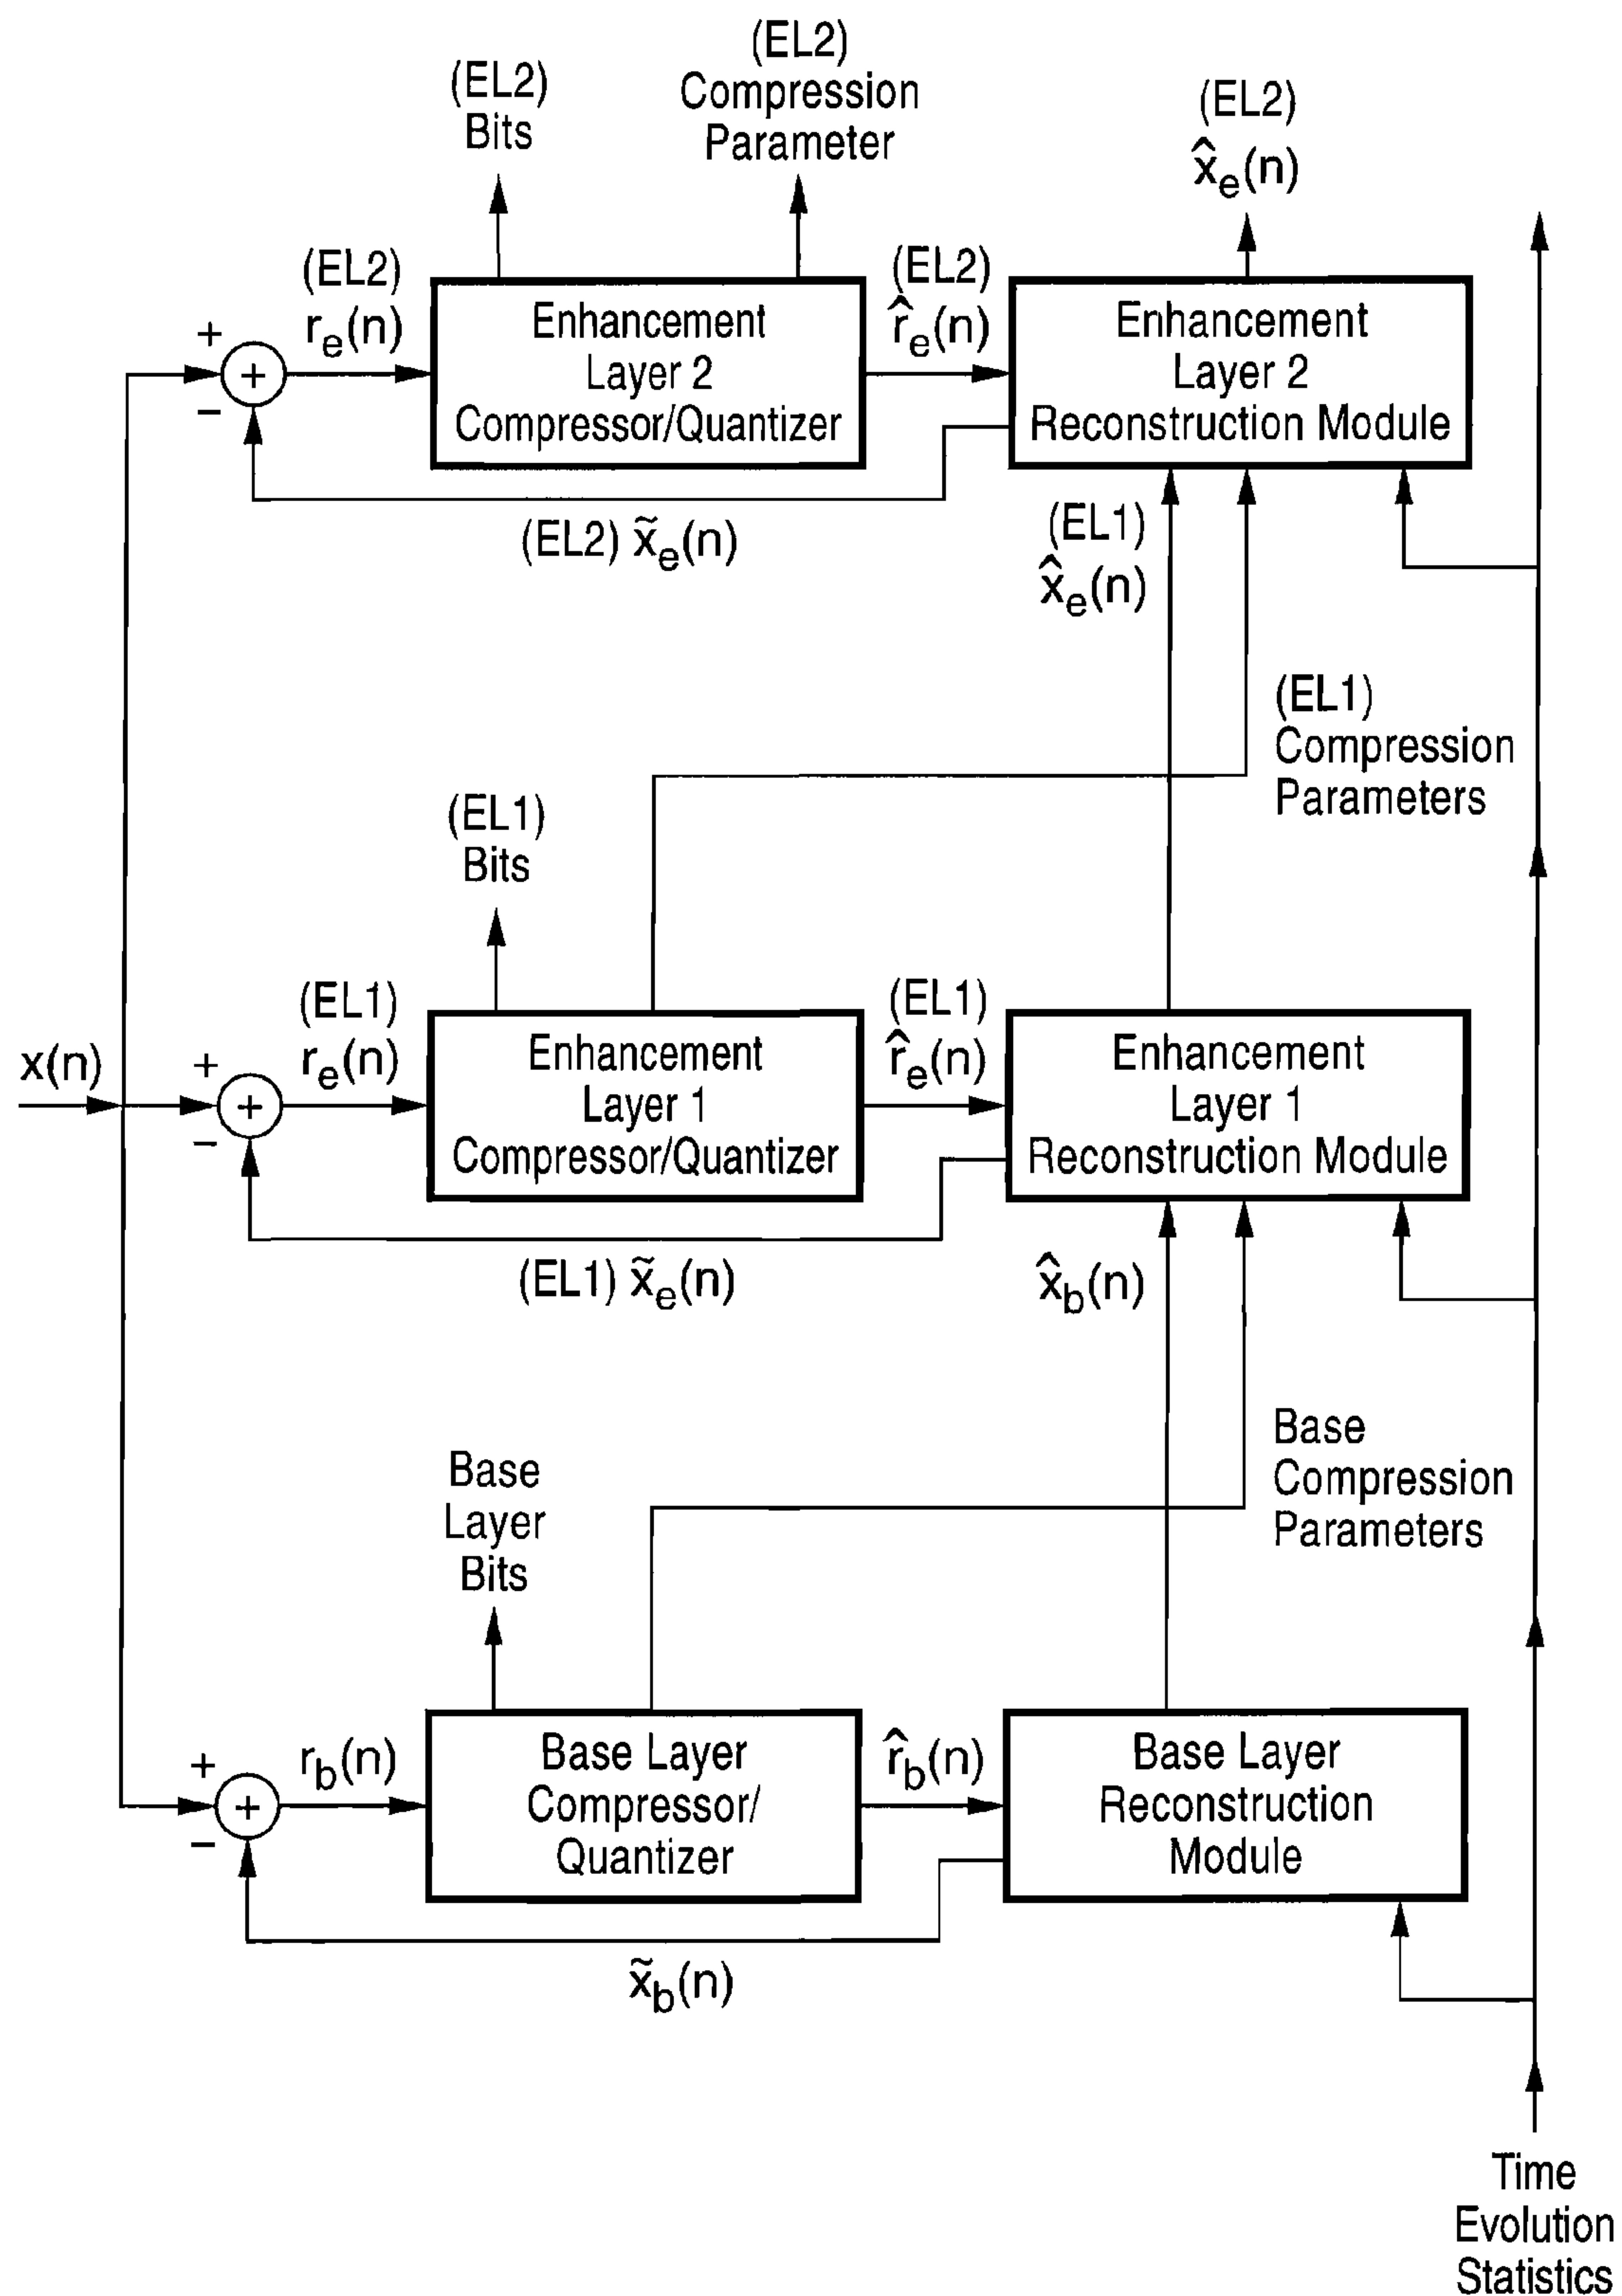 (EL2)
Bits
(EL2)
Compression
Parameter
(EL2)
x̂e(n)
(EL2)
re(n)
+
+
−
Enhancement
Layer 2
Compressor/Quantizer
(EL2)
r̂e(n)
Enhancement
Layer 2
Reconstruction Module
(EL2) x̃e(n)
(EL1)
x̂e(n)
(EL1)
Compression
Parameters
(EL1)
Bits
x(n)
(EL1)
re(n)
+
+
−
Enhancement
Layer 1
Compressor/Quantizer
(EL1)
r̂e(n)
Enhancement
Layer 1
Reconstruction Module
(EL1) x̃e(n)
x̂b(n)
Base
Compression
Parameters
Base
Layer
Bits
rb(n)
+
+
−
Base Layer
Compressor/
Quantizer
r̂b(n)
Base Layer
Reconstruction
Module
x̃b(n)
Time
Evolution
Statistics